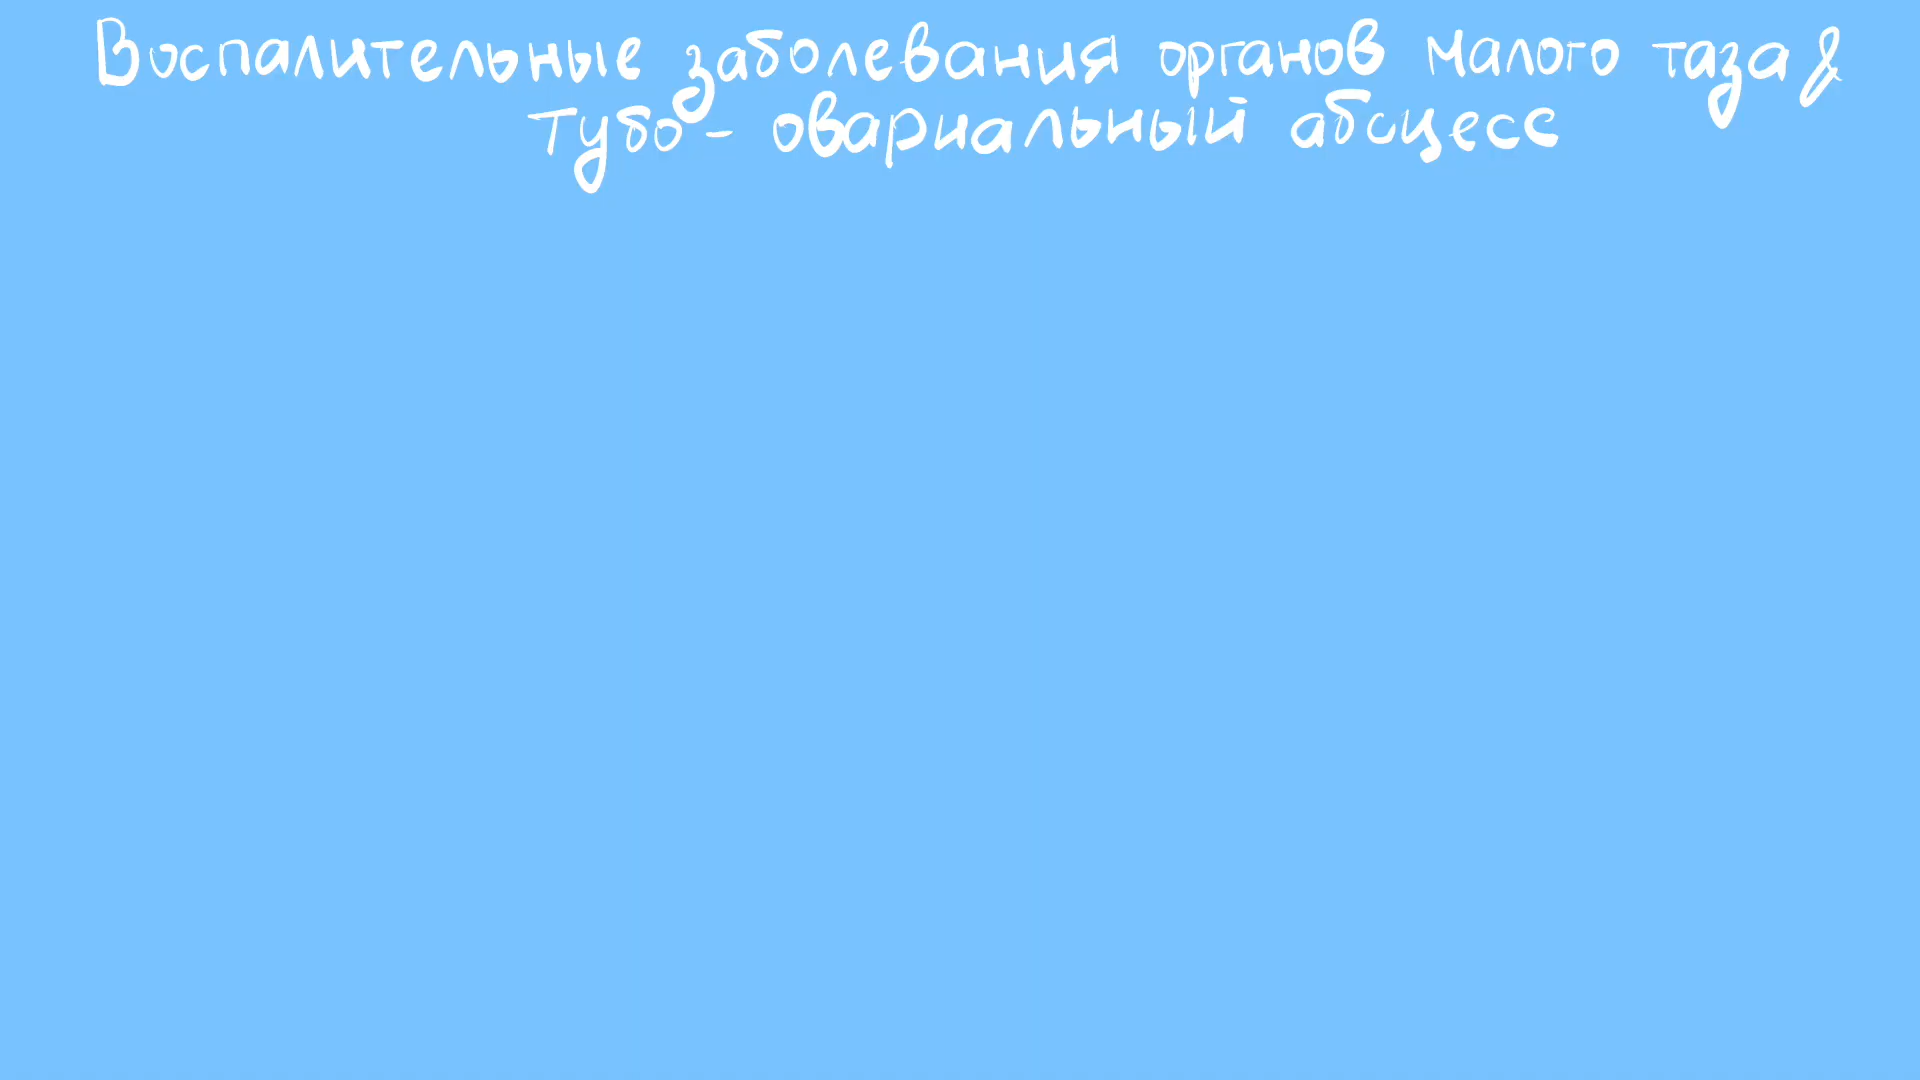 Воспалительные заболевания органов малого таза &
тубо - овариальный абсцесс